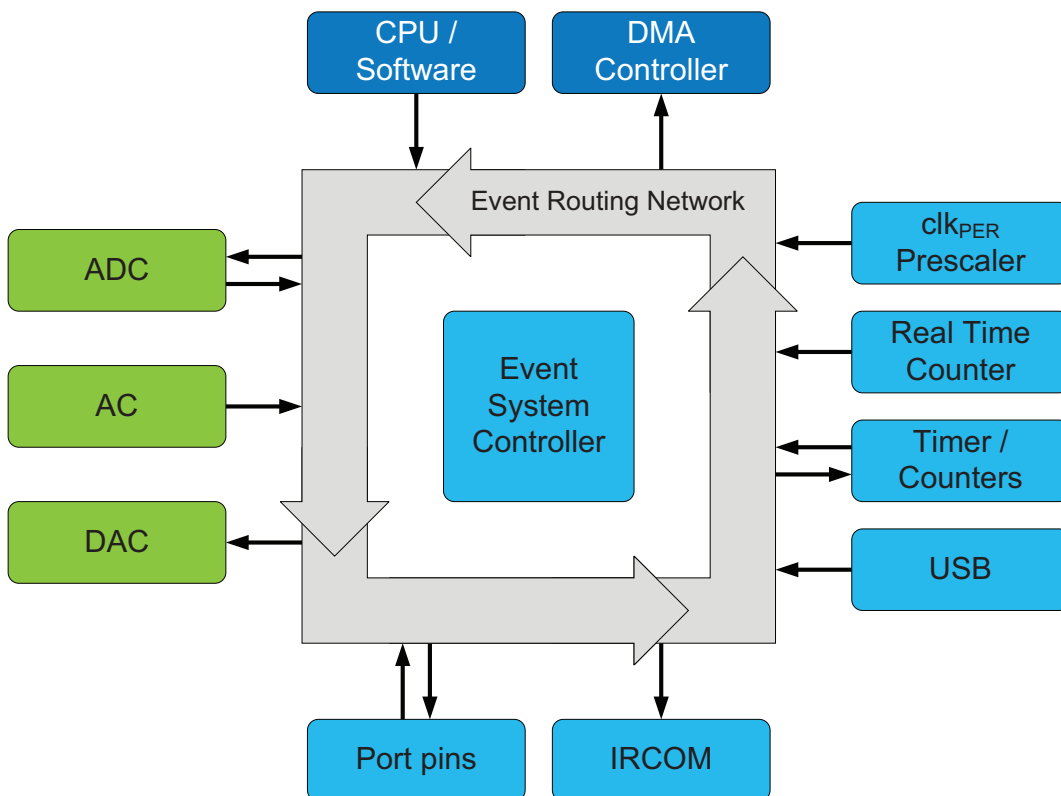 CPU /
Software
DMA
Controller
Event Routing Network
clkPER
Prescaler
ADC
Event
System
Controller
Real Time
Counter
AC
Timer /
Counters
DAC
USB
Port pins
IRCOM